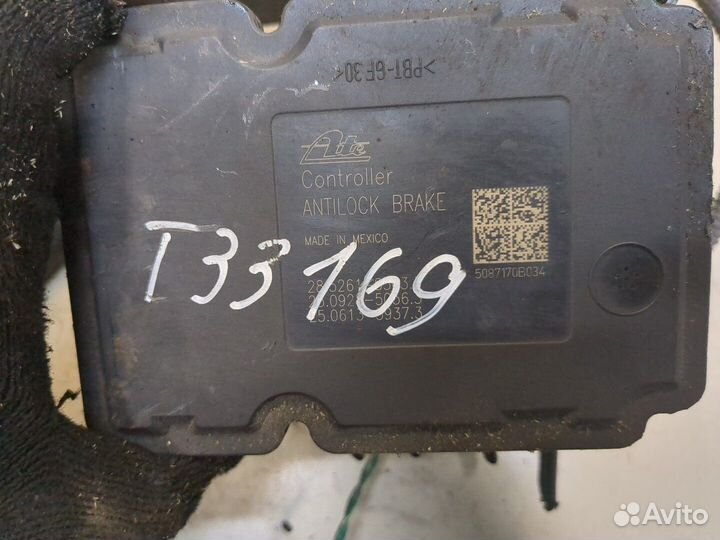 >PBT-GF30<
Ate
Controller
ANTILOCK BRAKE
MADE IN MEXICO
5087170B034
T33169
Avito